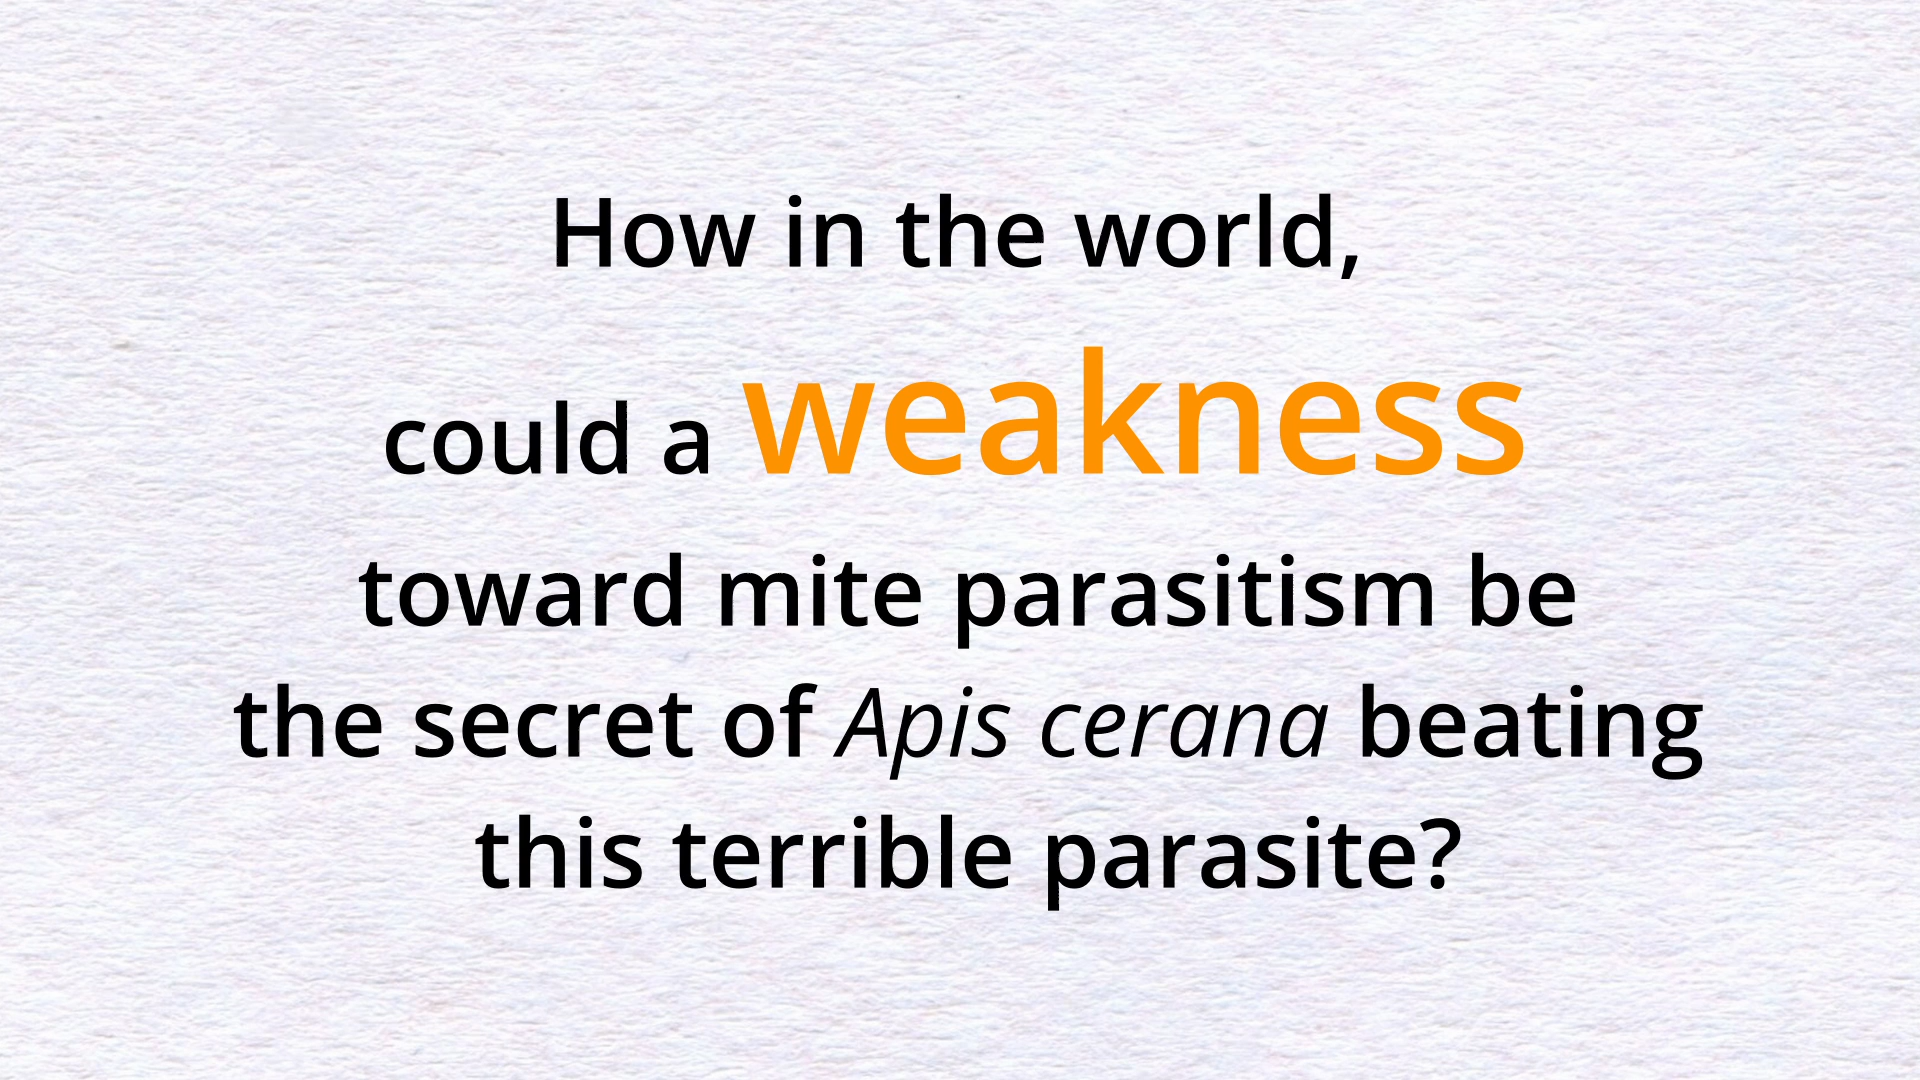 How in the world,
could a weakness
toward mite parasitism be
the secret of Apis cerana beating
this terrible parasite?